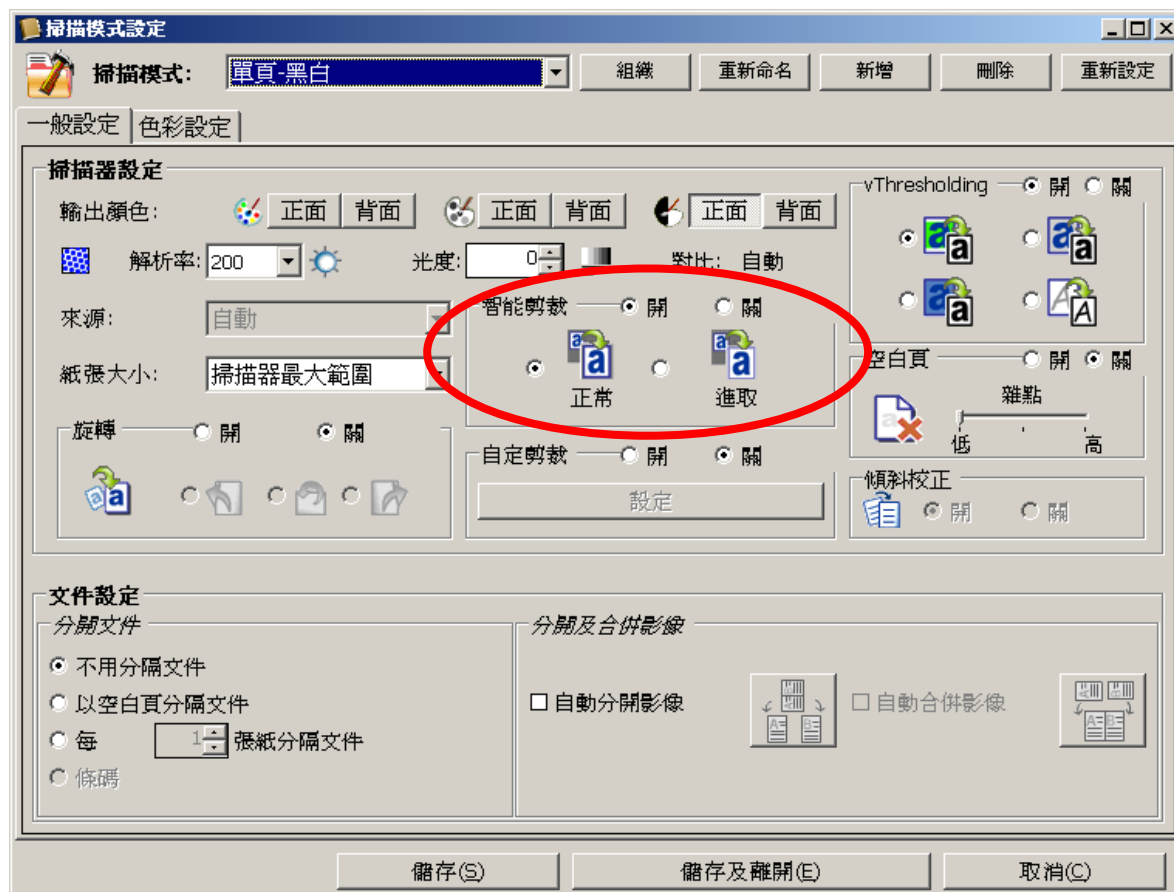 掃描模式設定
掃描模式: 單頁-黑白 組織 重新命名 新增 刪除 重新設定
一般設定 色彩設定
掃描器設定
輸出顏色: 正面 背面 正面 背面 正面 背面
解析率: 200 光度: 0 對比: 自動
來源: 自動
紙張大小: 掃描器最大範圍
旋轉 開 關
智能剪裁 開 關
正常 進取
自定剪裁 開 關
設定
vThresholding 開 關
空白頁 開 關
雜點
低 高
傾斜校正
開 關
文件設定
分開文件
不用分隔文件
以空白頁分隔文件
每 1 張紙分隔文件
條碼
分開及合併影像
自動分開影像 自動合併影像
儲存(S) 儲存及離開(E) 取消(C)